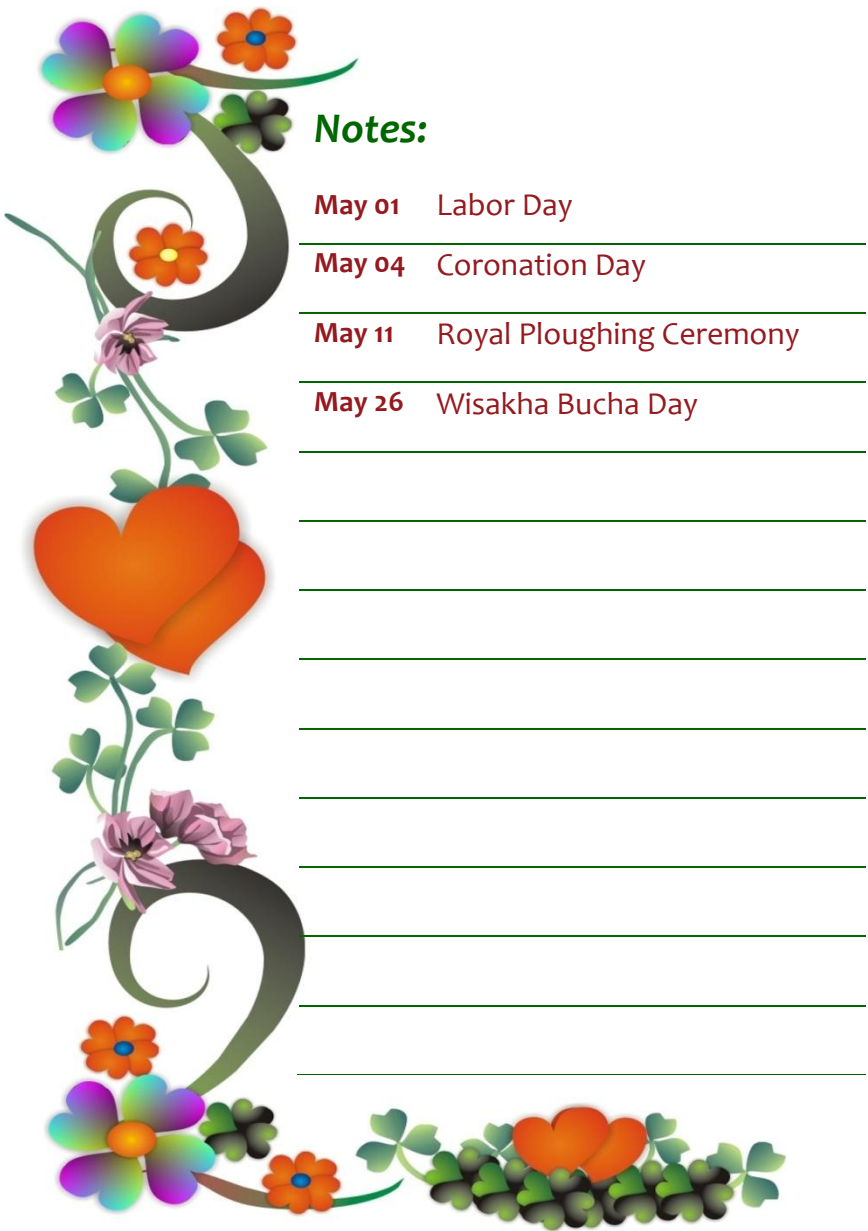 Notes:
May 01 Labor Day
May 04 Coronation Day
May 11 Royal Ploughing Ceremony
May 26 Wisakha Bucha Day